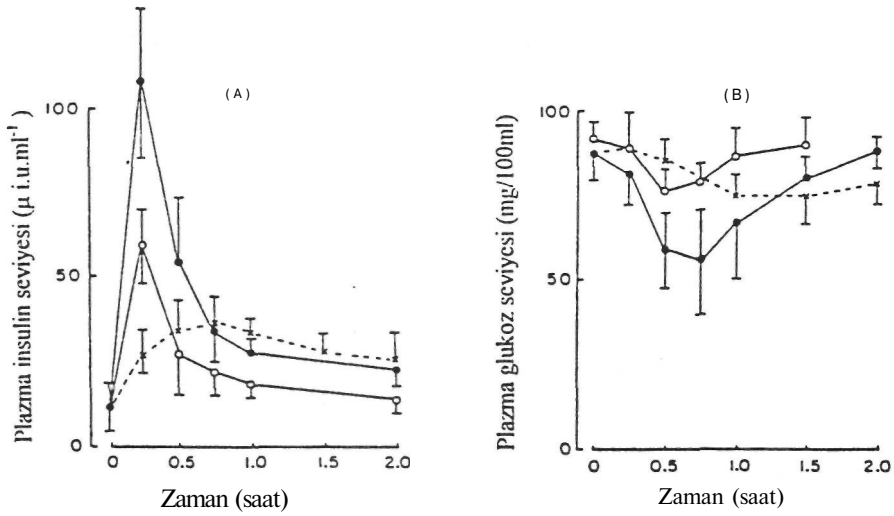 (A)
Plazma insulin seviyesi (μ i.u.ml⁻¹)
100
50
0
0 0.5 1.0 1.5 2.0
Zaman (saat)
(B)
Plazma glukoz seviyesi (mg/100ml)
100
50
0
0 0.5 1.0 1.5 2.0
Zaman (saat)